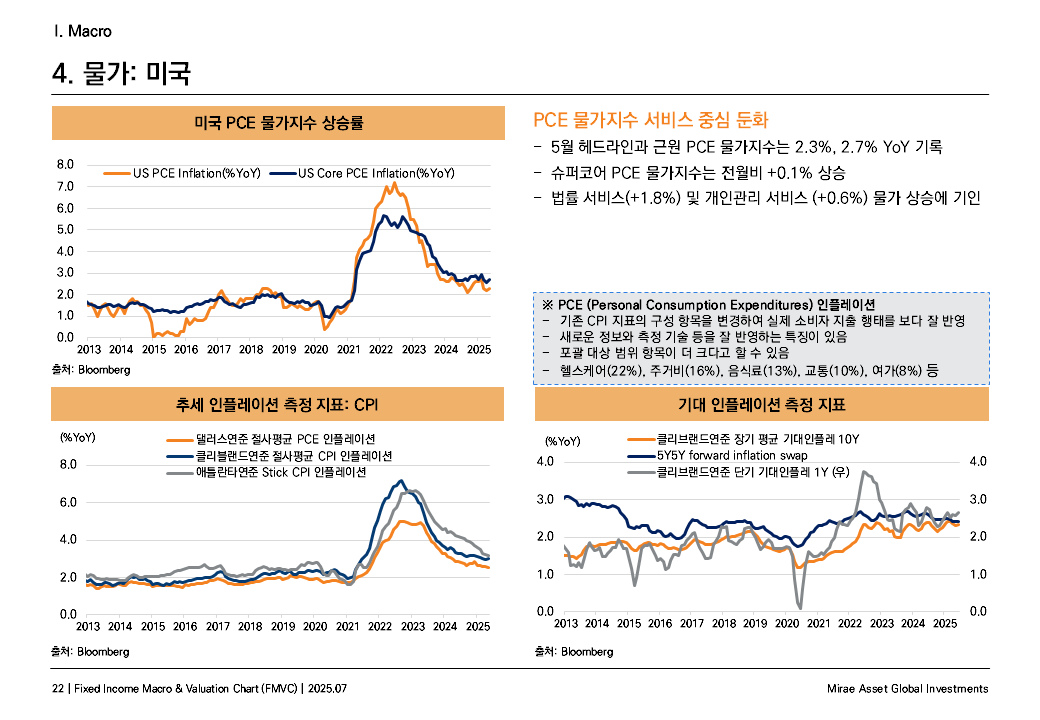 I. Macro
4. 물가: 미국
미국 PCE 물가지수 상승률
8.0
7.0
6.0
5.0
4.0
3.0
2.0
1.0
0.0
US PCE Inflation(%YoY)
US Core PCE Inflation(%YoY)
2013 2014 2015 2016 2017 2018 2019 2020 2021 2022 2023 2024 2025
출처: Bloomberg
PCE 물가지수 서비스 중심 둔화
– 5월 헤드라인과 근원 PCE 물가지수는 2.3%, 2.7% YoY 기록
– 슈퍼코어 PCE 물가지수는 전월비 +0.1% 상승
– 법률 서비스(+1.8%) 및 개인관리 서비스 (+0.6%) 물가 상승에 기인
※ PCE (Personal Consumption Expenditures) 인플레이션
– 기존 CPI 지표의 구성 항목을 변경하여 실제 소비자 지출 행태를 보다 잘 반영
– 새로운 정보와 측정 기술 등을 잘 반영하는 특징이 있음
– 포괄 대상 범위 항목이 더 크다고 할 수 있음
– 헬스케어(22%), 주거비(16%), 음식료(13%), 교통(10%), 여가(8%) 등
추세 인플레이션 측정 지표: CPI
(%YoY)
댈러스연준 절사평균 PCE 인플레이션
클리블랜드연준 절사평균 CPI 인플레이션
애틀란타연준 Stick CPI 인플레이션
8.0
6.0
4.0
2.0
0.0
2013 2014 2015 2016 2017 2018 2019 2020 2021 2022 2023 2024 2025
출처: Bloomberg
기대 인플레이션 측정 지표
(%YoY)
클리브랜드연준 장기 평균 기대인플레 10Y
5Y5Y forward inflation swap
클리브랜드연준 단기 기대인플레 1Y (우)
4.0
3.0
2.0
1.0
0.0
4.0
3.0
2.0
1.0
0.0
2013 2014 2015 2016 2017 2018 2019 2020 2021 2022 2023 2024 2025
출처: Bloomberg
22 | Fixed Income Macro & Valuation Chart (FMVC) | 2025.07
Mirae Asset Global Investments